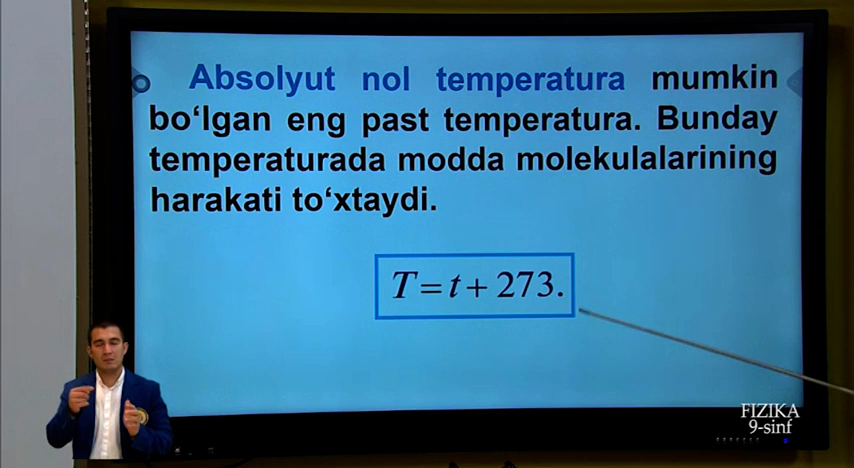 Absolyut nol temperatura mumkin
bo‘lgan eng past temperatura. Bunday
temperaturada modda molekulalarining
harakati to‘xtaydi.
T = t + 273.
FIZIKA
9-sinf